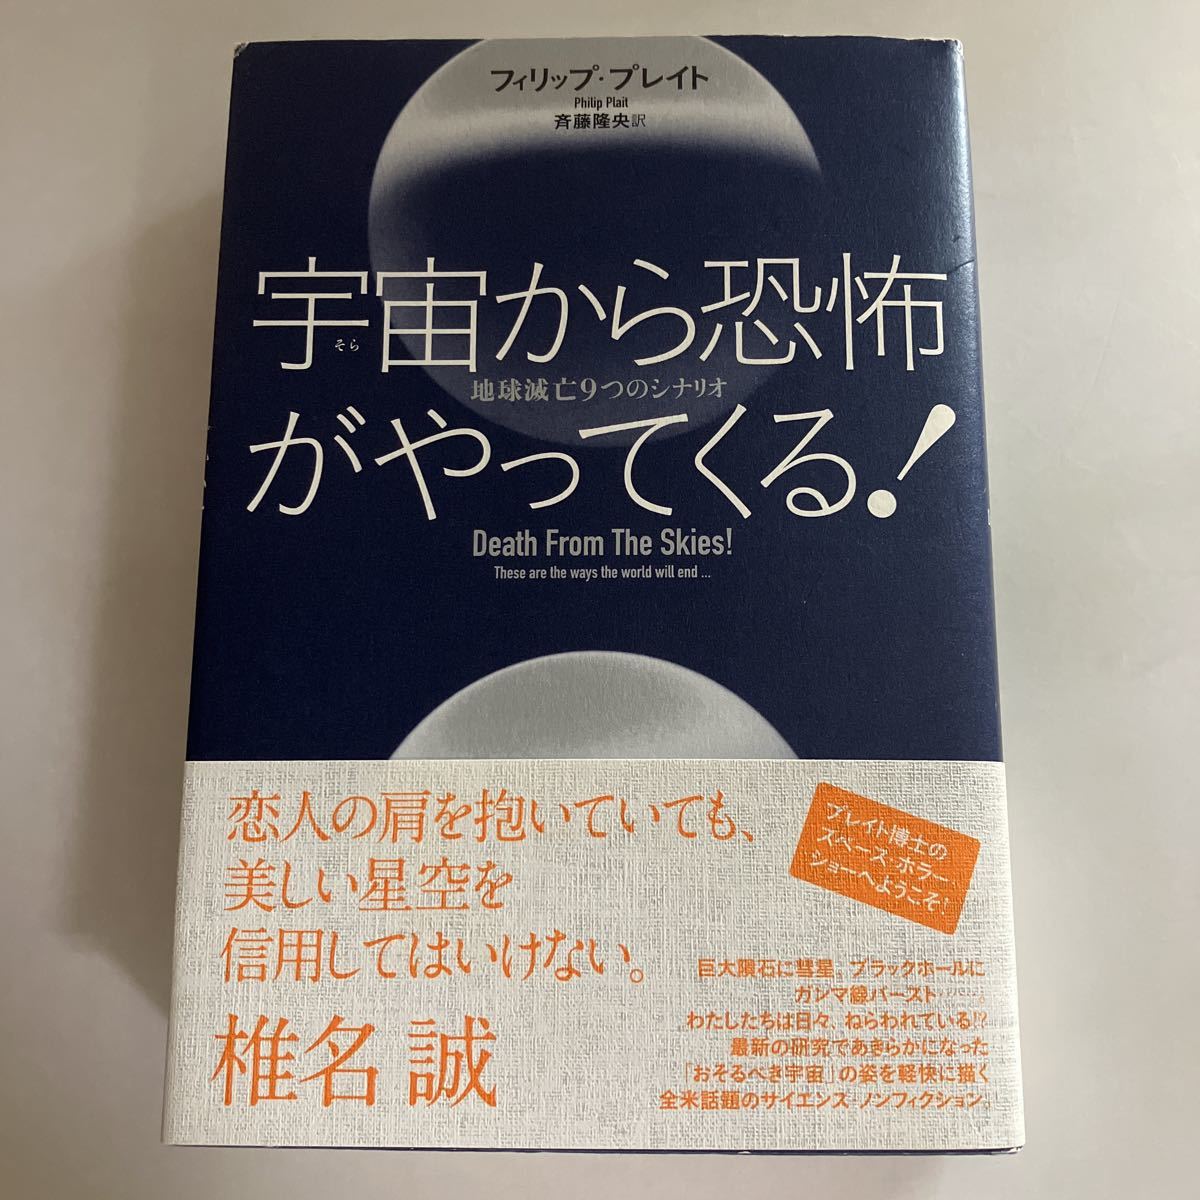 フィリップ・プレイト
Philip Plait
斉藤隆央訳
宇宙から恐怖
そら
地球滅亡9つのシナリオ
がやってくる!
Death From The Skies!
These are the ways the world will end ...
恋人の肩を抱いていても、
美しい星空を
信用してはいけない。
椎名 誠
プレイト博士の
スペース・ホラー・
ショーへようこそ!
巨大隕石に彗星、ブラックホールに
ガンマ線バースト……。
わたしたちは日々、ねらわれている!?
最新の研究であきらかになった
「おそるべき宇宙」の姿を軽快に描く
全米話題のサイエンス・ノンフィクション。